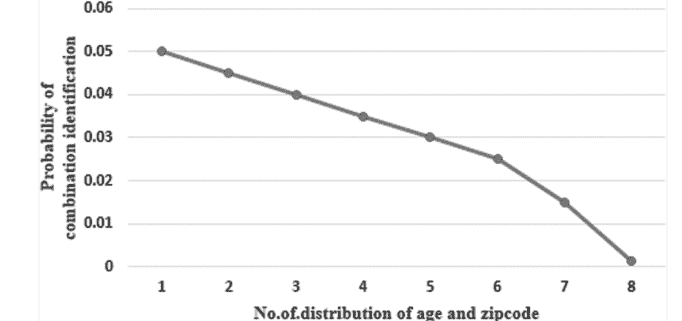 0.06
0.05
0.04
0.03
0.02
0.01
0
Probability of
combination identification
1 2 3 4 5 6 7 8
No.of.distribution of age and zipcode